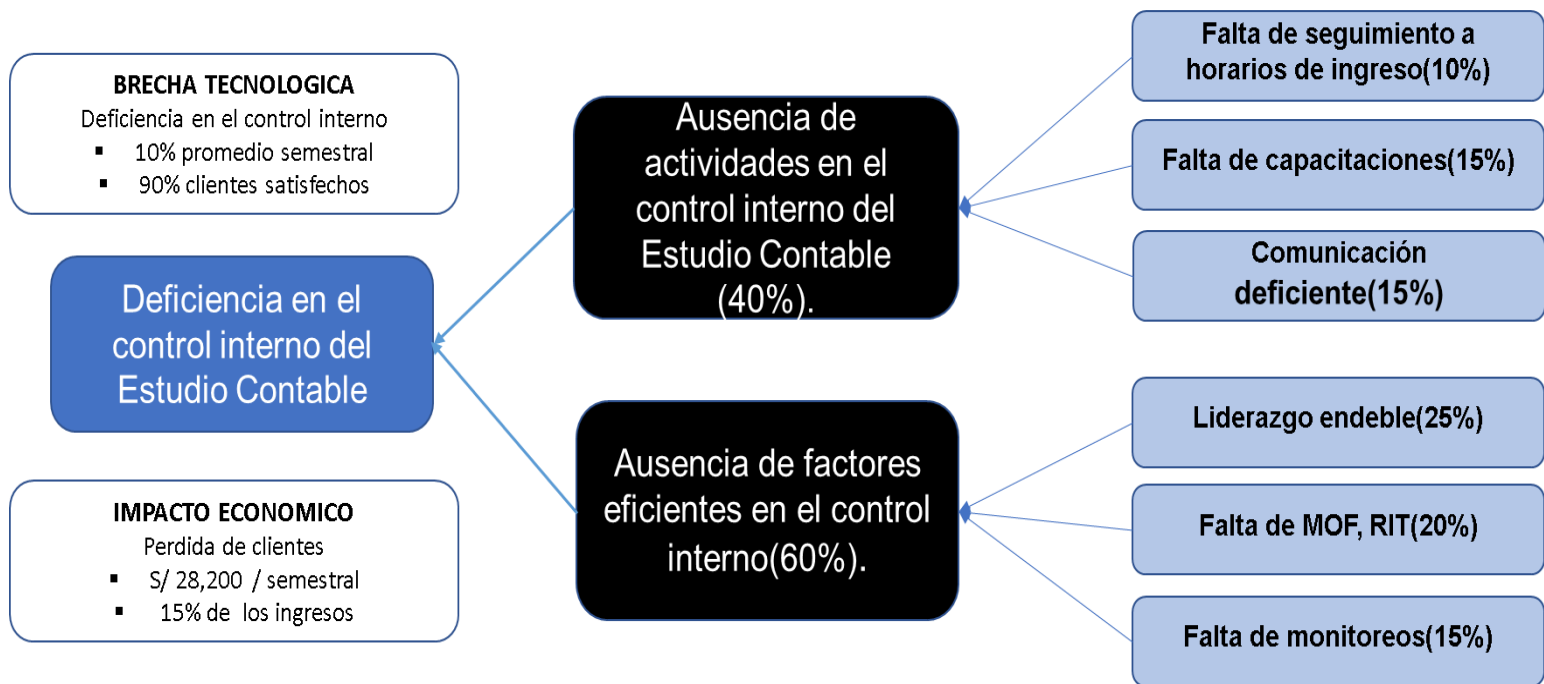 BRECHA TECNOLOGICA
Deficiencia en el control interno
▪ 10% promedio semestral
▪ 90% clientes satisfechos
Deficiencia en el
control interno del
Estudio Contable
IMPACTO ECONOMICO
Perdida de clientes
▪ S/ 28,200 / semestral
▪ 15% de los ingresos
Ausencia de
actividades en el
control interno del
Estudio Contable
(40%).
Ausencia de factores
eficientes en el control
interno(60%).
Falta de seguimiento a
horarios de ingreso(10%)
Falta de capacitaciones(15%)
Comunicación
deficiente(15%)
Liderazgo endeble(25%)
Falta de MOF, RIT(20%)
Falta de monitoreos(15%)